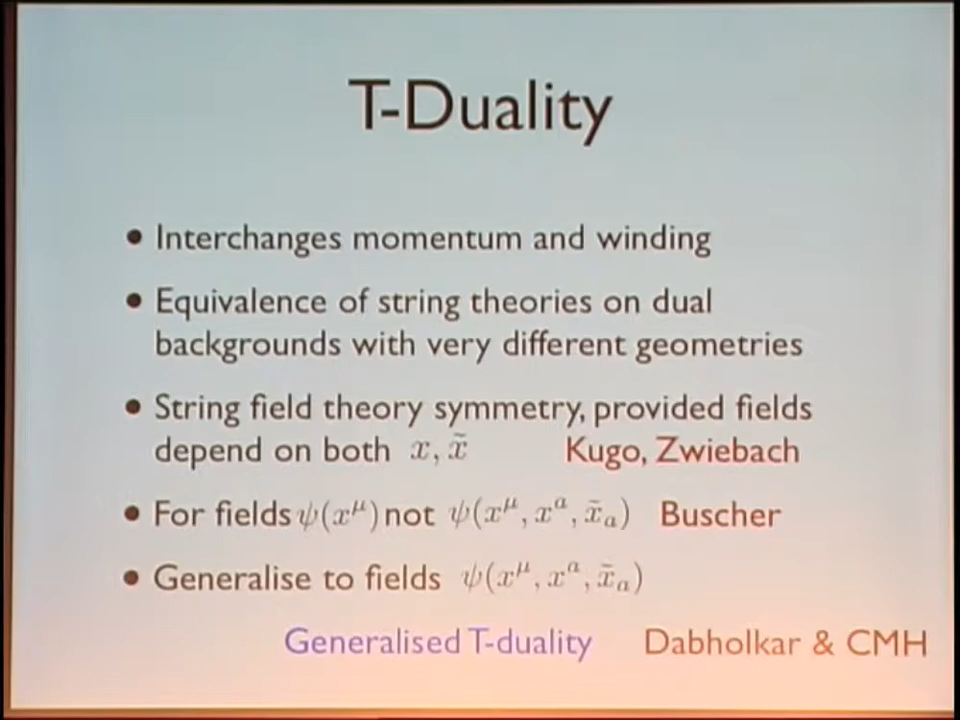 T-Duality
• Interchanges momentum and winding
• Equivalence of string theories on dual
backgrounds with very different geometries
• String field theory symmetry, provided fields
depend on both x, x̃ Kugo, Zwiebach
• For fields ψ(x^μ) not ψ(x^μ, x^a, x̃_a) Buscher
• Generalise to fields ψ(x^μ, x^a, x̃_a)
Generalised T-duality Dabholkar & CMH